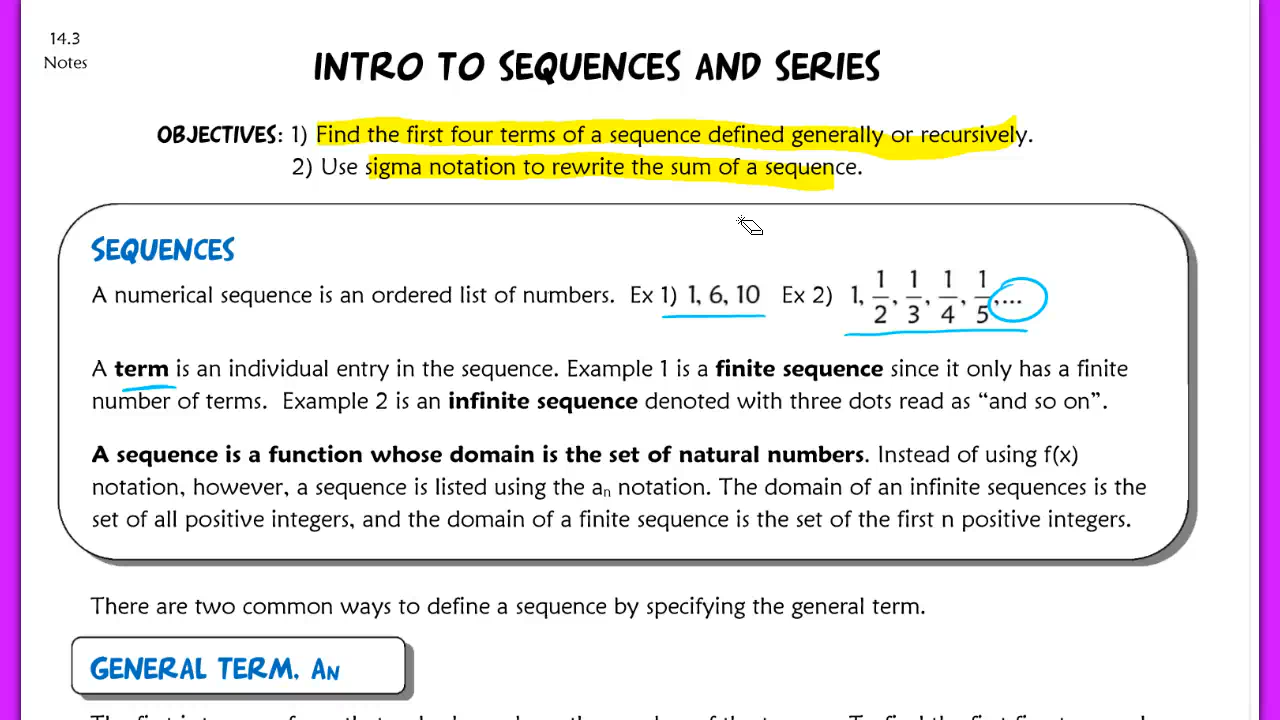 14.3
Notes
INTRO TO SEQUENCES AND SERIES
OBJECTIVES: 1) Find the first four terms of a sequence defined generally or recursively.
2) Use sigma notation to rewrite the sum of a sequence.
SEQUENCES
A numerical sequence is an ordered list of numbers. Ex 1) 1, 6, 10 Ex 2) 1, 1/2, 1/3, 1/4, 1/5, ...
A term is an individual entry in the sequence. Example 1 is a finite sequence since it only has a finite
number of terms. Example 2 is an infinite sequence denoted with three dots read as “and so on”.
A sequence is a function whose domain is the set of natural numbers. Instead of using f(x)
notation, however, a sequence is listed using the aₙ notation. The domain of an infinite sequences is the
set of all positive integers, and the domain of a finite sequence is the set of the first n positive integers.
There are two common ways to define a sequence by specifying the general term.
GENERAL TERM, AN